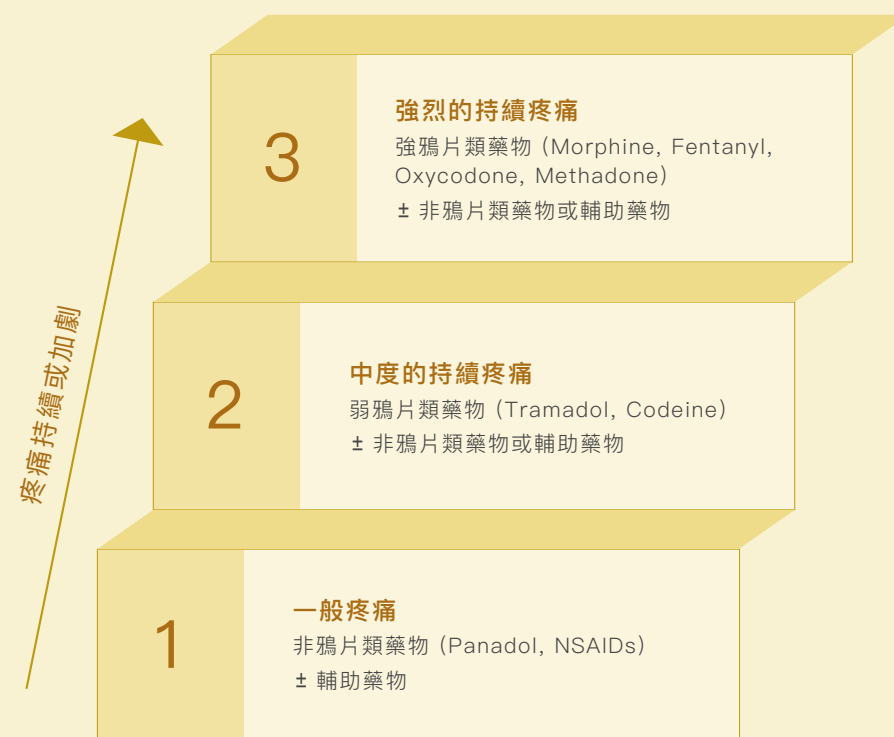 3
強烈的持續疼痛
強鴉片類藥物 (Morphine, Fentanyl,
Oxycodone, Methadone)
± 非鴉片類藥物或輔助藥物
疼痛持續或加劇
2
中度的持續疼痛
弱鴉片類藥物 (Tramadol, Codeine)
± 非鴉片類藥物或輔助藥物
1
一般疼痛
非鴉片類藥物 (Panadol, NSAIDs)
± 輔助藥物